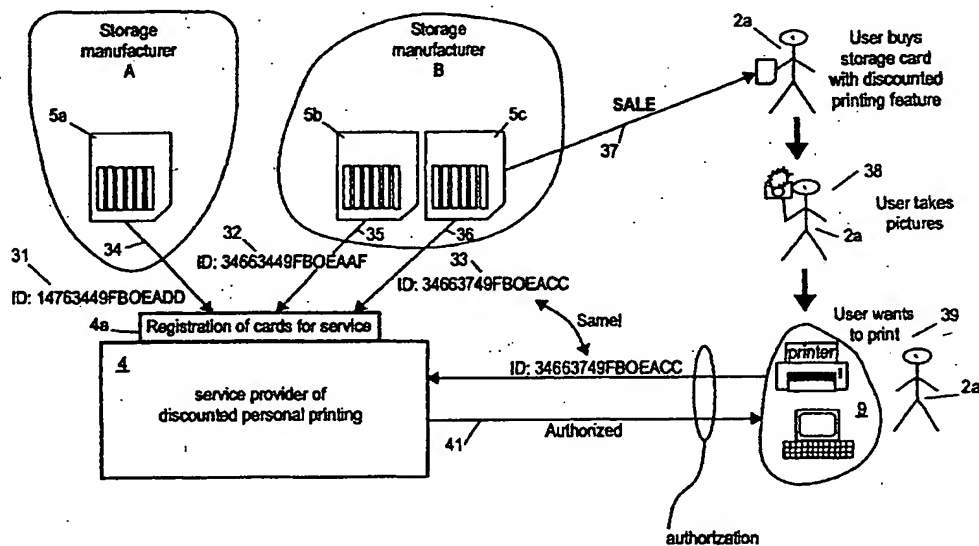 Storage
manufacturer
A
5a
Storage
manufacturer
B
5b
5c
SALE
37
2a
User buys
storage card
with discounted
printing feature
38
User takes
pictures
2a
31
34
32
35
36
ID: 34663449FBOEAAF
33
ID: 34663749FBOEACC
ID: 14763449FBOEADD
4a
Registration of cards for service
Same!
User wants
to print
39
4
service provider of
discounted personal printing
ID: 34663749FBOEACC
printer
9
2a
41
Authorized
authorization